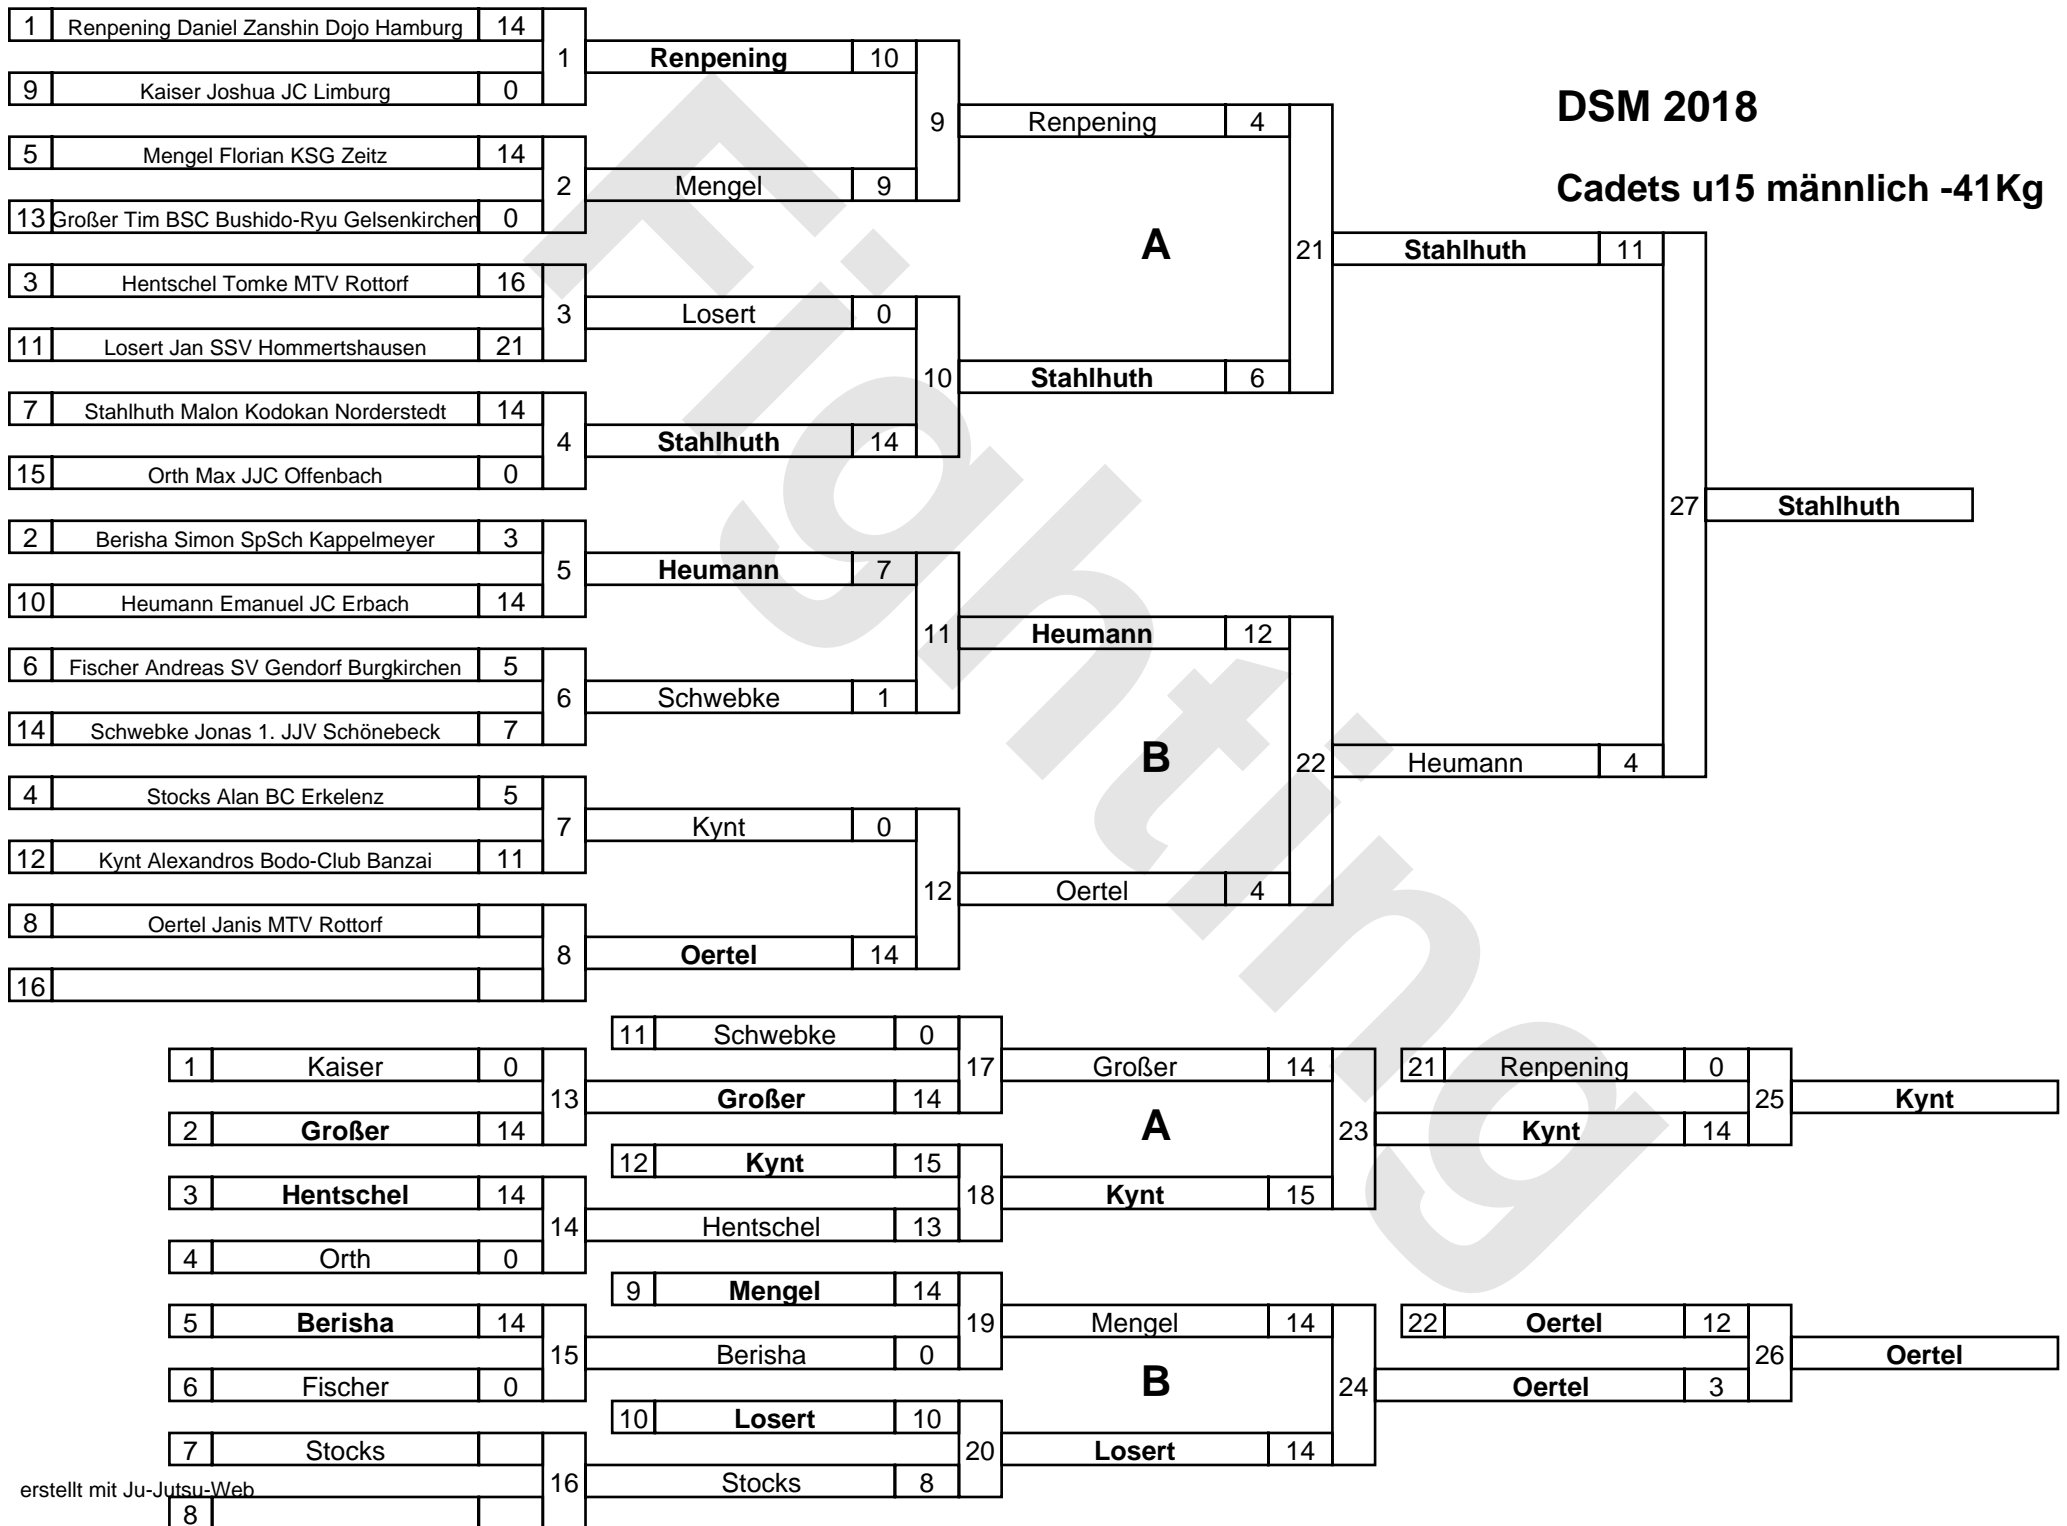 DSM 2018
Cadets u15 männlich -41Kg
Fighting
1 Renpening Daniel Zanshin Dojo Hamburg 14
1
9 Kaiser Joshua JC Limburg 0
5 Mengel Florian KSG Zeitz 14
2
13 Großer Tim BSC Bushido-Ryu Gelsenkirchen 0
3 Hentschel Tomke MTV Rottorf 16
3
11 Losert Jan SSV Hommertshausen 21
7 Stahlhuth Malon Kodokan Norderstedt 14
4
15 Orth Max JJC Offenbach 0
2 Berisha Simon SpSch Kappelmeyer 3
5
10 Heumann Emanuel JC Erbach 14
6 Fischer Andreas SV Gendorf Burgkirchen 5
6
14 Schwebke Jonas 1. JJV Schönebeck 7
4 Stocks Alan BC Erkelenz 5
7
12 Kynt Alexandros Bodo-Club Banzai 11
8 Oertel Janis MTV Rottorf
8
16
Renpening 10
9
Mengel 9
Losert 0
10
Stahlhuth 14
Heumann 7
11
Schwebke 1
Kynt 0
12
Oertel 14
Renpening 4
A
21
Stahlhuth 6
Heumann 12
B
22
Oertel 4
Stahlhuth 11
27
Heumann 4
Stahlhuth
1 Kaiser 0
13
2 Großer 14
3 Hentschel 14
14
4 Orth 0
5 Berisha 14
15
6 Fischer 0
7 Stocks
16
8
11 Schwebke 0
17
Großer 14
12 Kynt 15
18
Hentschel 13
9 Mengel 14
19
Berisha 0
10 Losert 10
20
Stocks 8
Großer 14
A
23
Kynt 15
Mengel 14
B
24
Losert 14
21 Renpening 0
25
Kynt 14
Kynt
22 Oertel 12
26
Oertel 3
Oertel
erstellt mit Ju-Jutsu-Web